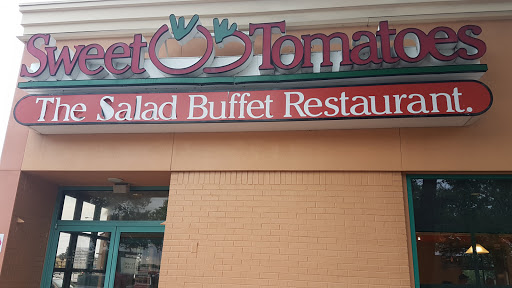 Sweet Tomatoes
The Salad Buffet Restaurant.